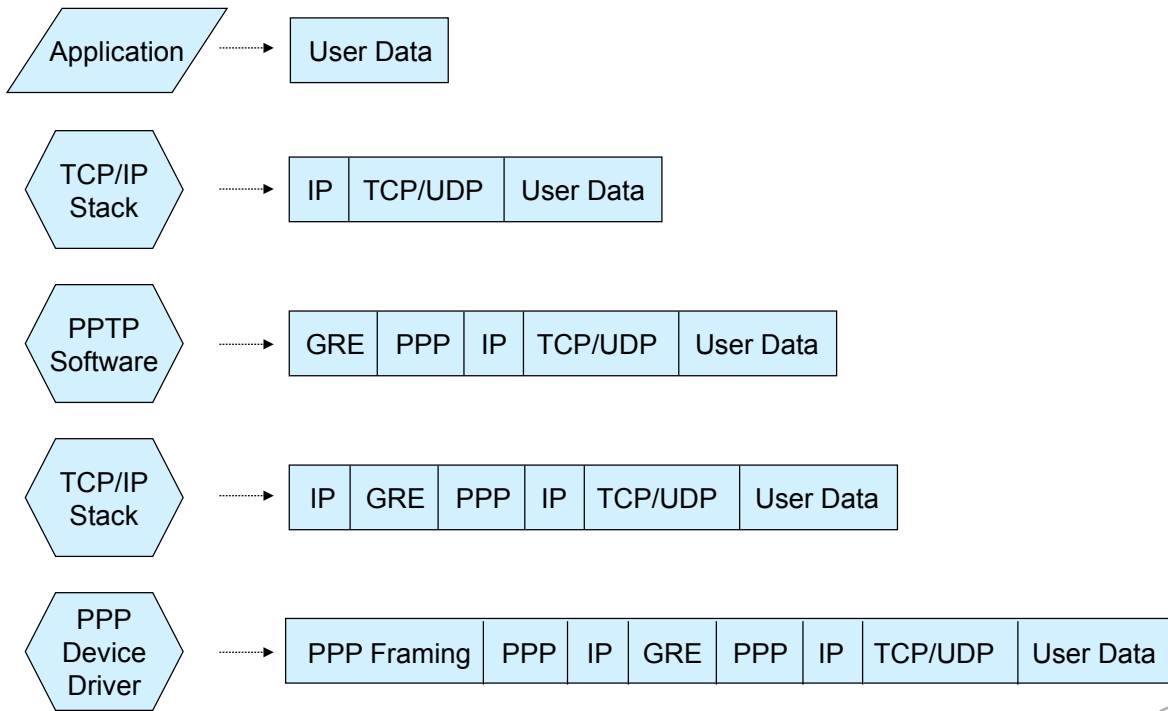 Application User Data
TCP/IP
Stack
IP TCP/UDP User Data
PPTP
Software
GRE PPP IP TCP/UDP User Data
TCP/IP
Stack
IP GRE PPP IP TCP/UDP User Data
PPP
Device
Driver
PPP Framing PPP IP GRE PPP IP TCP/UDP User Data